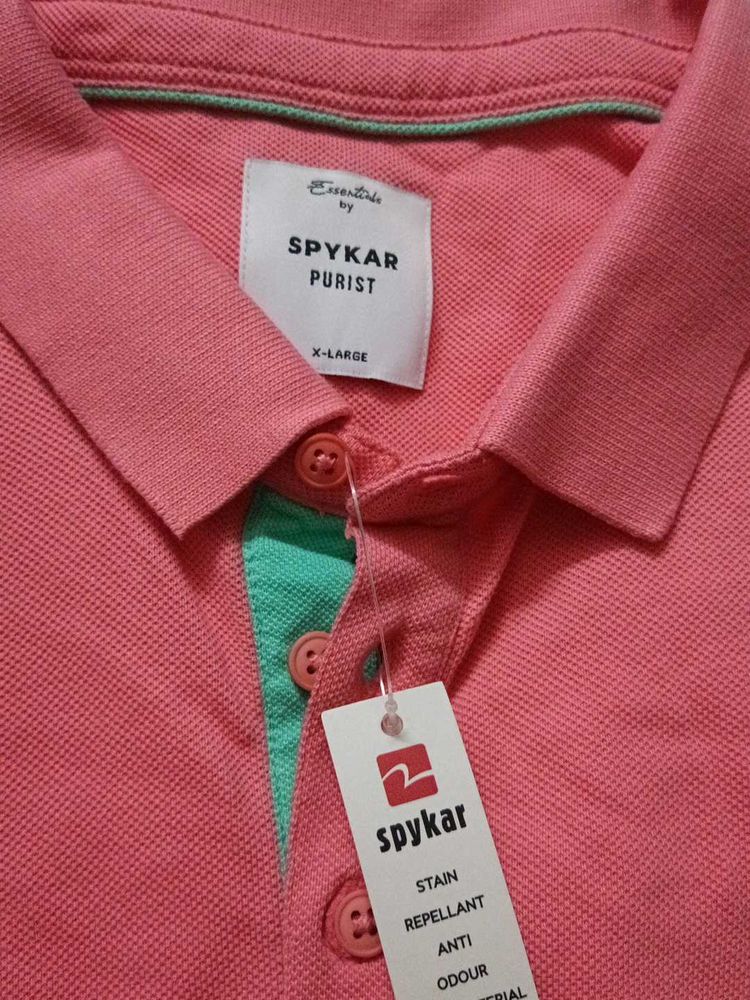 Essentials
by
SPYKAR
PURIST
X-LARGE
spykar
STAIN
REPELLANT
ANTI
ODOUR